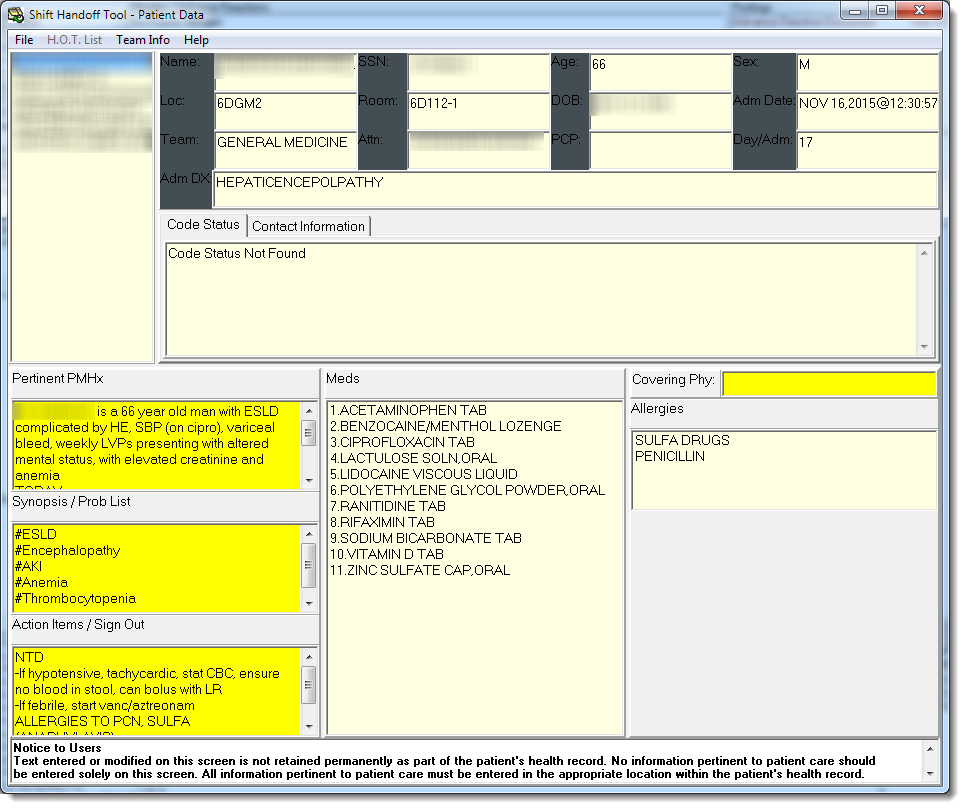 Shift Handoff Tool - Patient Data
File H.O.T. List Team Info Help
Name: SSN: Age: 66 Sex: M
Loc: 6DGM2 Room: 6D112-1 DOB: Adm Date: NOV 16,2015@12:30:57
Team: GENERAL MEDICINE Attn: PCP: Day/Adm: 17
Adm DX: HEPATICENCEPOLPATHY
Code Status Contact Information
Code Status Not Found
Pertinent PMHx
is a 66 year old man with ESLD
complicated by HE, SBP (on cipro), variceal
bleed, weekly LVPs presenting with altered
mental status, with elevated creatinine and
anemia
TODAY
Synopsis / Prob List
#ESLD
#Encephalopathy
#AKI
#Anemia
#Thrombocytopenia
Action Items / Sign Out
NTD
-If hypotensive, tachycardic, stat CBC, ensure
no blood in stool, can bolus with LR
-If febrile, start vanc/aztreonam
ALLERGIES TO PCN, SULFA
(ANAPHYLAXIS)
Meds
1.ACETAMINOPHEN TAB
2.BENZOCAINE/MENTHOL LOZENGE
3.CIPROFLOXACIN TAB
4.LACTULOSE SOLN,ORAL
5.LIDOCAINE VISCOUS LIQUID
6.POLYETHYLENE GLYCOL POWDER,ORAL
7.RANITIDINE TAB
8.RIFAXIMIN TAB
9.SODIUM BICARBONATE TAB
10.VITAMIN D TAB
11.ZINC SULFATE CAP,ORAL
Covering Phy:
Allergies
SULFA DRUGS
PENICILLIN
Notice to Users
Text entered or modified on this screen is not retained permanently as part of the patient's health record. No information pertinent to patient care should
be entered solely on this screen. All information pertinent to patient care must be entered in the appropriate location within the patient's health record.